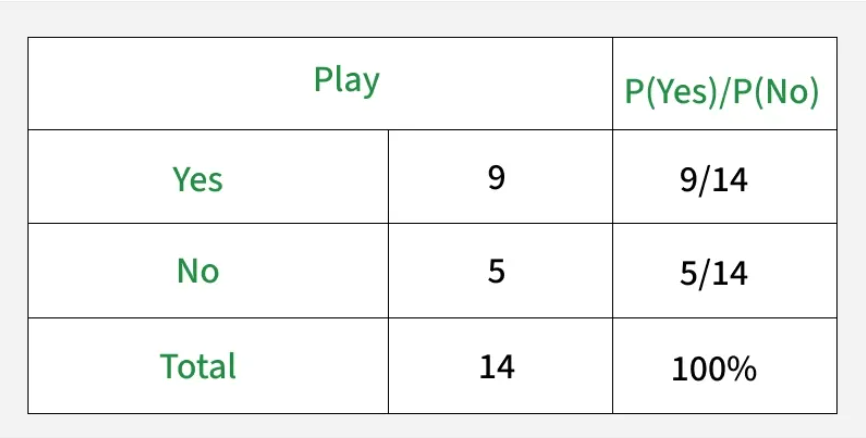 Play P(Yes)/P(No)
Yes 9 9/14
No 5 5/14
Total 14 100%